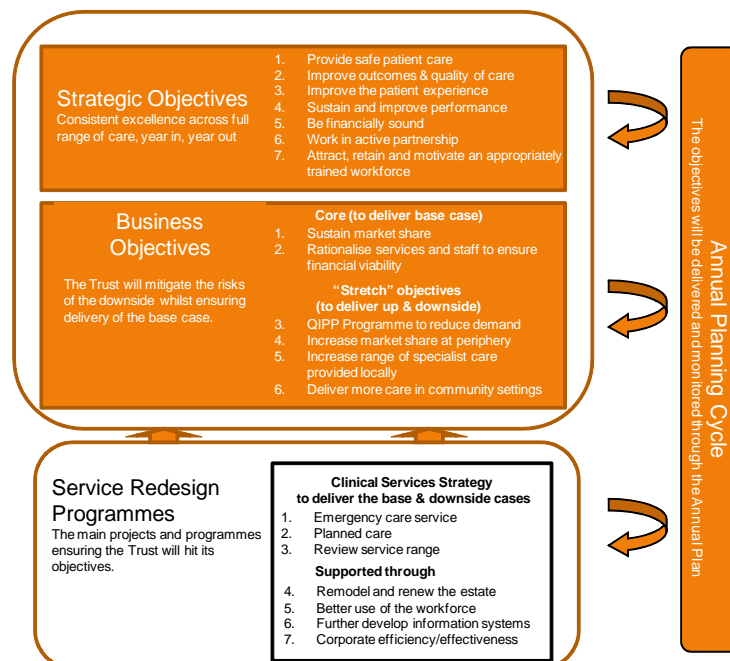 Strategic Objectives
Consistent excellence across full
range of care, year in, year out
1. Provide safe patient care
2. Improve outcomes & quality of care
3. Improve the patient experience
4. Sustain and improve performance
5. Be financially sound
6. Work in active partnership
7. Attract, retain and motivate an appropriately
trained workforce
Business
Objectives
The Trust will mitigate the risks
of the downside whilst ensuring
delivery of the base case.
Core (to deliver base case)
1. Sustain market share
2. Rationalise services and staff to ensure
financial viability
“Stretch” objectives
(to deliver up & downside)
3. QIPP Programme to reduce demand
4. Increase market share at periphery
5. Increase range of specialist care
provided locally
6. Deliver more care in community settings
Service Redesign
Programmes
The main projects and programmes
ensuring the Trust will hit its
objectives.
Clinical Services Strategy
to deliver the base & downside cases
1. Emergency care service
2. Planned care
3. Review service range
Supported through
4. Remodel and renew the estate
5. Better use of the workforce
6. Further develop information systems
7. Corporate efficiency/effectiveness
Annual Planning Cycle
The objectives will be delivered and monitored through the Annual Plan